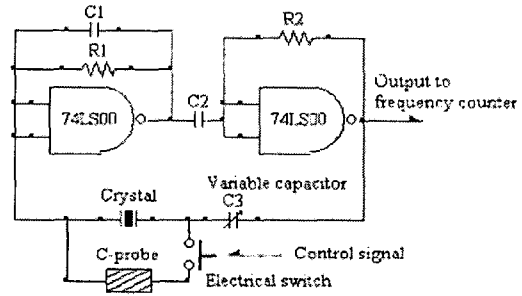 C1
R1
R2
74LS00
C2
74LS00
Output to
frequency counter
Crystal
Variable capacitor
C3
C-probe
Control signal
Electrical switch